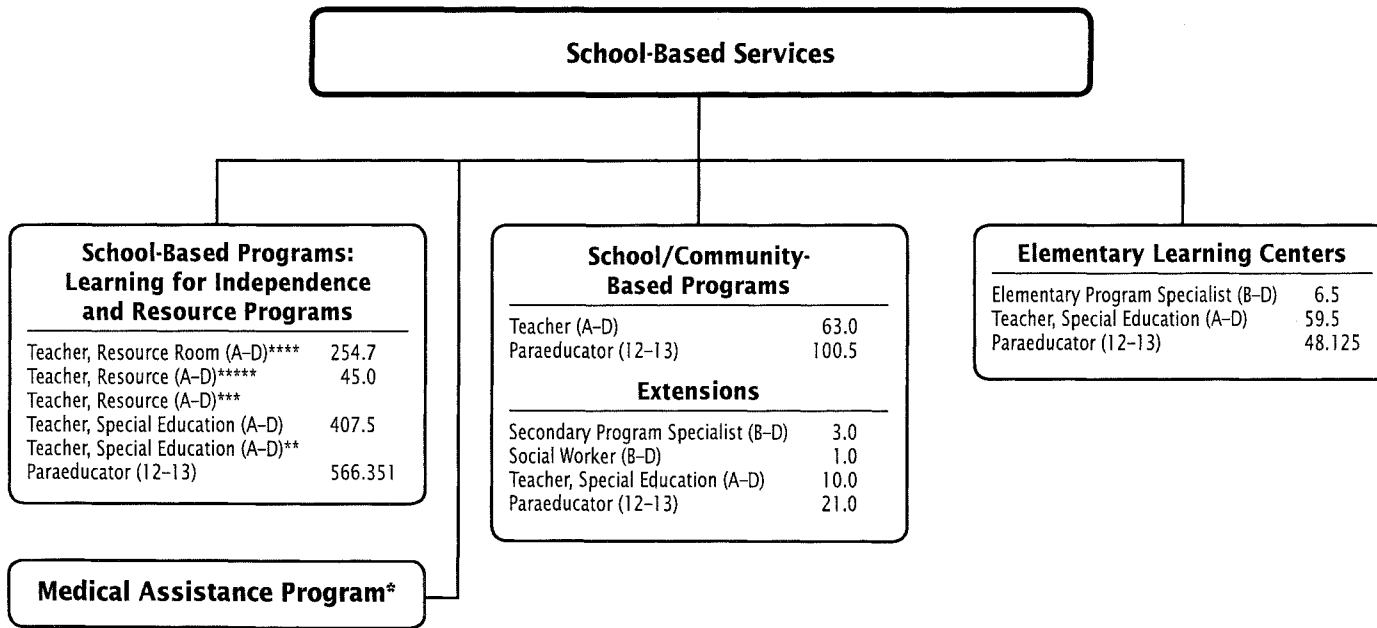 School-Based Services
School-Based Programs:
Learning for Independence
and Resource Programs
Teacher, Resource Room (A–D)**** 254.7
Teacher, Resource (A–D)***** 45.0
Teacher, Resource (A–D)***
Teacher, Special Education (A–D) 407.5
Teacher, Special Education (A–D)**
Paraeducator (12–13) 566.351
Medical Assistance Program*
School/Community-
Based Programs
Teacher (A–D) 63.0
Paraeducator (12–13) 100.5
Extensions
Secondary Program Specialist (B–D) 3.0
Social Worker (B–D) 1.0
Teacher, Special Education (A–D) 10.0
Paraeducator (12–13) 21.0
Elementary Learning Centers
Elementary Program Specialist (B–D) 6.5
Teacher, Special Education (A–D) 59.5
Paraeducator (12–13) 48.125